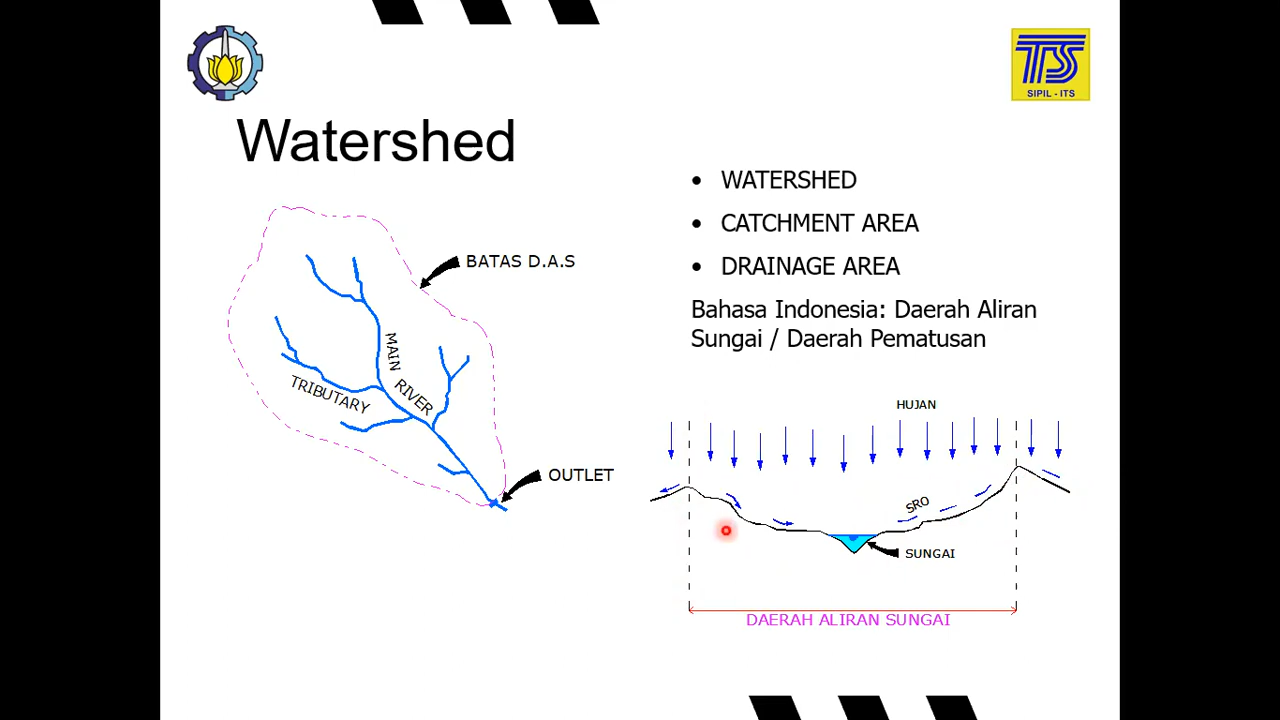 SIPIL - ITS
Watershed
• WATERSHED
• CATCHMENT AREA
• DRAINAGE AREA
Bahasa Indonesia: Daerah Aliran
Sungai / Daerah Pematusan
BATAS D.A.S
MAIN
RIVER
TRIBUTARY
OUTLET
HUJAN
SRO
SUNGAI
DAERAH ALIRAN SUNGAI